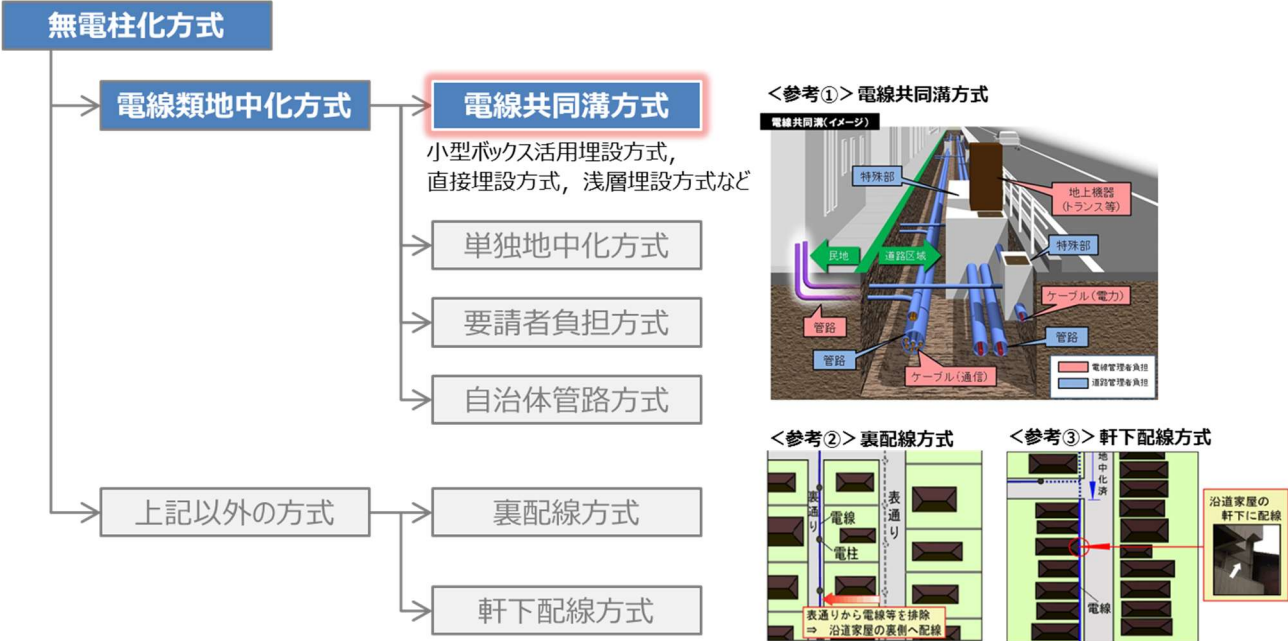 無電柱化方式
電線類地中化方式
電線共同溝方式
小型ボックス活用埋設方式，
直接埋設方式，浅層埋設方式など
単独地中化方式
要請者負担方式
自治体管路方式
上記以外の方式
裏配線方式
軒下配線方式
＜参考①＞電線共同溝方式
電線共同溝(イメージ)
特殊部
地上機器
(トランス等)
特殊部
民地
道路区域
ケーブル(電力)
管路
管路
管路
ケーブル(通信)
電線管理者負担
道路管理者負担
＜参考②＞裏配線方式
裏通り
表通り
電線
電柱
表通りから電線等を排除
⇒ 沿道家屋の裏側へ配線
＜参考③＞軒下配線方式
地中化済
沿道家屋の
軒下に配線
電線